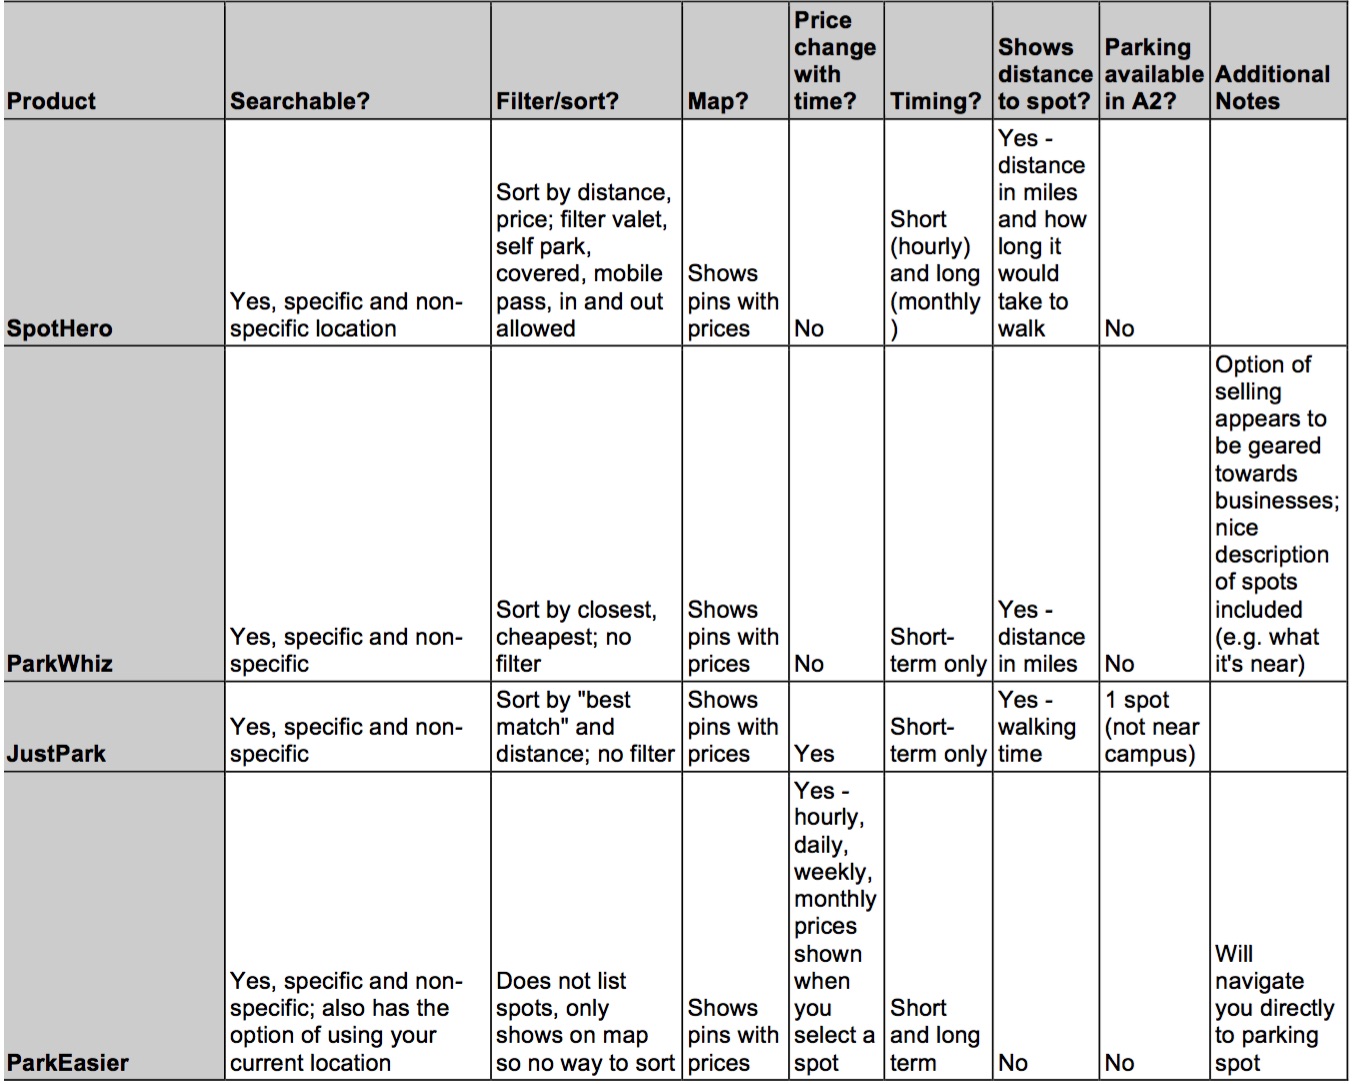 Product
Searchable?
Filter/sort?
Map?
Price
change
with
time?
Timing?
Shows
distance
to spot?
Parking
available
in A2?
Additional
Notes
SpotHero
Yes, specific and non-
specific location
Sort by distance,
price; filter valet,
self park,
covered, mobile
pass, in and out
allowed
Shows
pins with
prices
No
Short
(hourly)
and long
(monthly
)
Yes -
distance
in miles
and how
long it
would
take to
walk
No
ParkWhiz
Yes, specific and non-
specific
Sort by closest,
cheapest; no
filter
Shows
pins with
prices
No
Short-
term only
Yes -
distance
in miles
No
Option of
selling
appears to
be geared
towards
businesses;
nice
description
of spots
included
(e.g. what
it's near)
JustPark
Yes, specific and non-
specific
Sort by "best
match" and
distance; no filter
Shows
pins with
prices
Yes
Short-
term only
Yes -
walking
time
1 spot
(not near
campus)
ParkEasier
Yes, specific and non-
specific; also has the
option of using your
current location
Does not list
spots, only
shows on map
so no way to sort
Shows
pins with
prices
Yes -
hourly,
daily,
weekly,
monthly
prices
shown
when
you
select a
spot
Short
and long
term
No
No
Will
navigate
you directly
to parking
spot